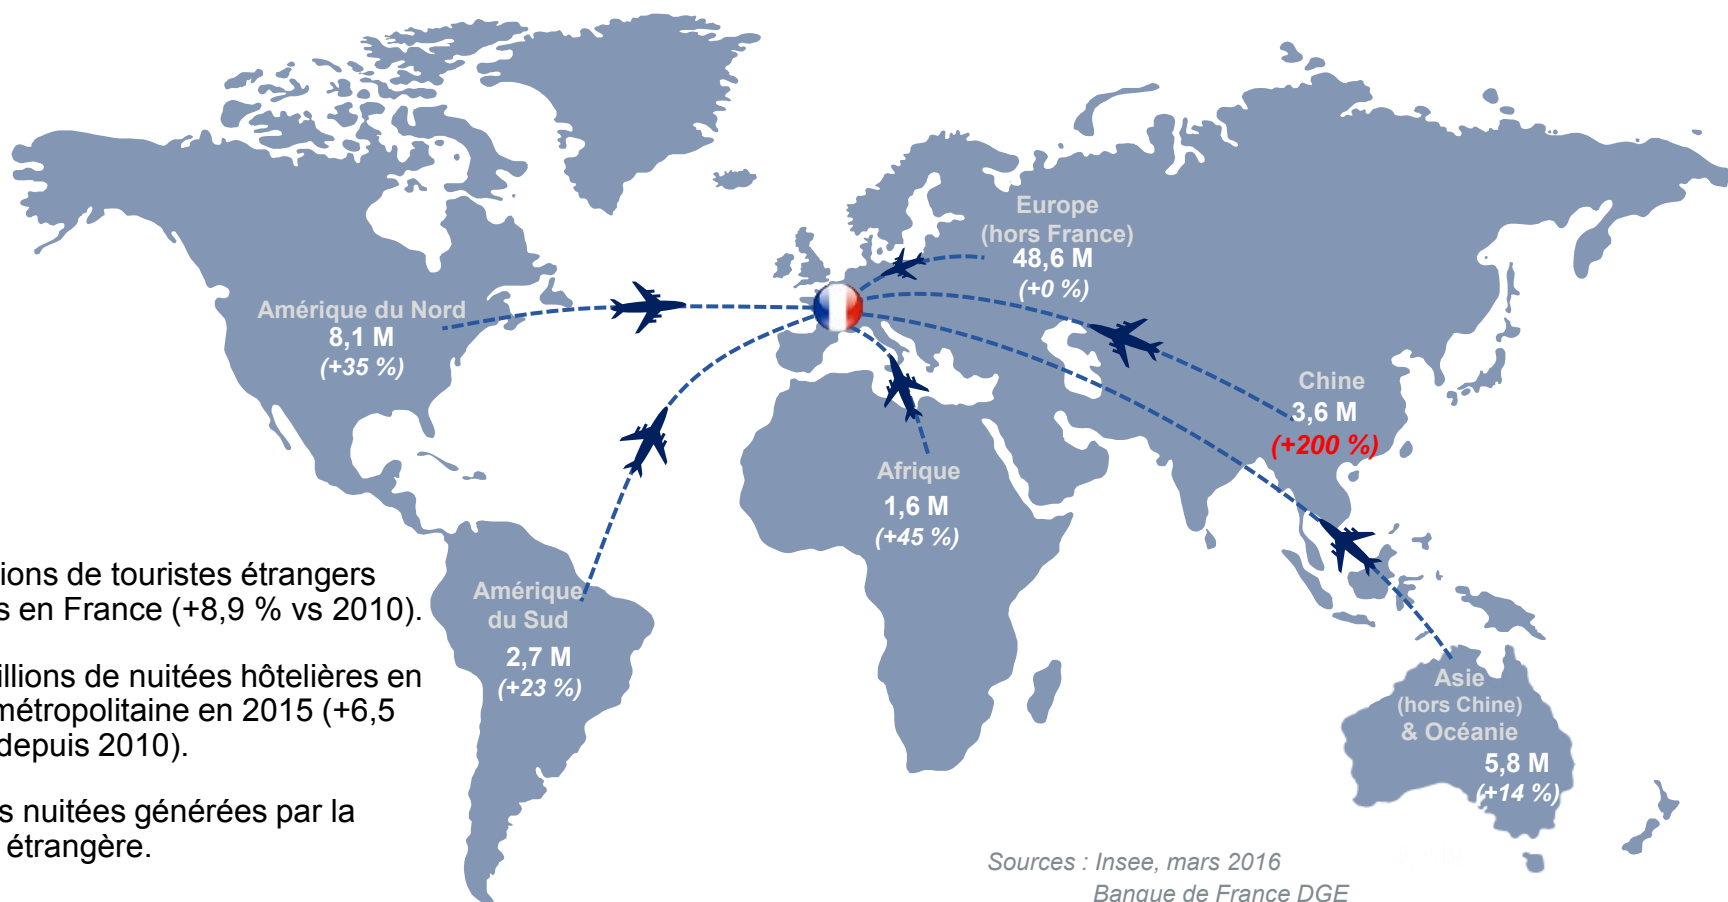 Europe
(hors France)
48,6 M
(+0 %)
Amérique du Nord
8,1 M
(+35 %)
Chine
3,6 M
(+200 %)
Afrique
1,6 M
(+45 %)
Amérique
du Sud
2,7 M
(+23 %)
Asie
(hors Chine)
& Océanie
5,8 M
(+14 %)
de touristes étrangers
en France (+8,9 % vs 2010).
de nuitées hôtelières en
métropolitaine en 2015 (+6,5
depuis 2010).
nuitées générées par la
étrangère.
Sources : Insee, mars 2016
Banque de France DGE